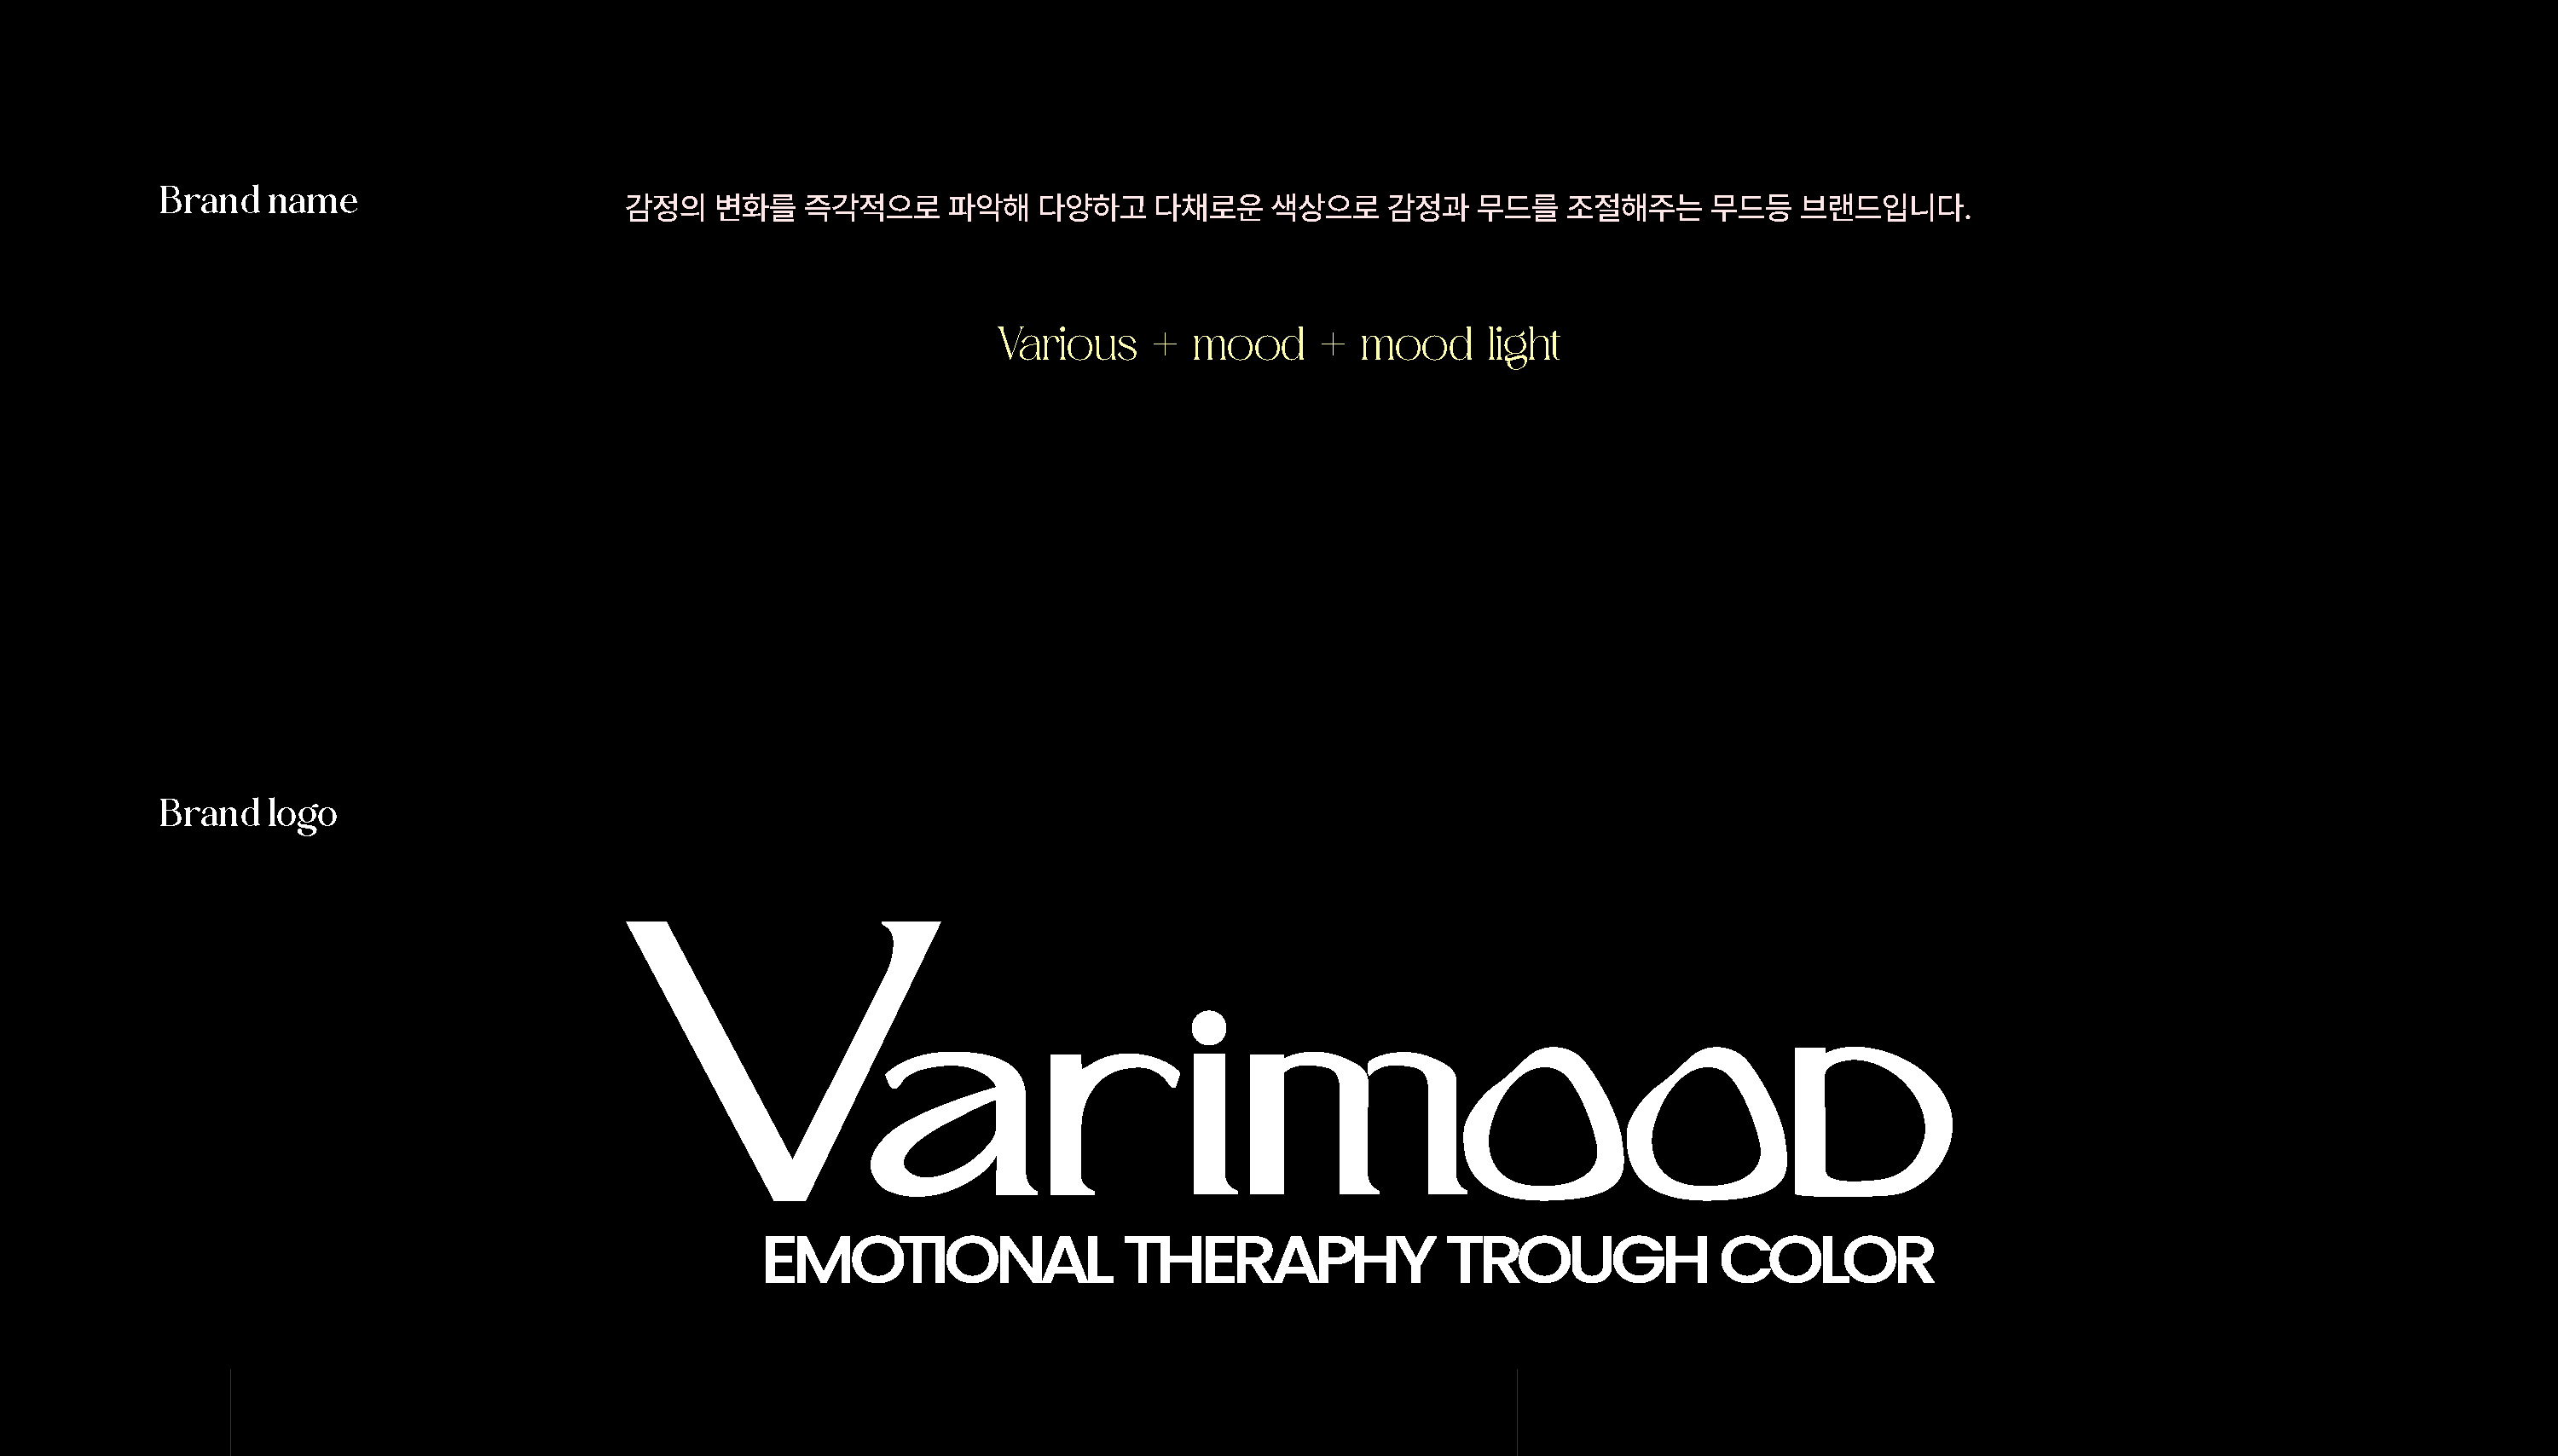 Brand name
감정의 변화를 즉각적으로 파악해 다양하고 다채로운 색상으로 감정과 무드를 조절해주는 무드등 브랜드입니다.
Various + mood + mood light
Brand logo
VarimooD
EMOTIONAL THERAPHY TROUGH COLOR